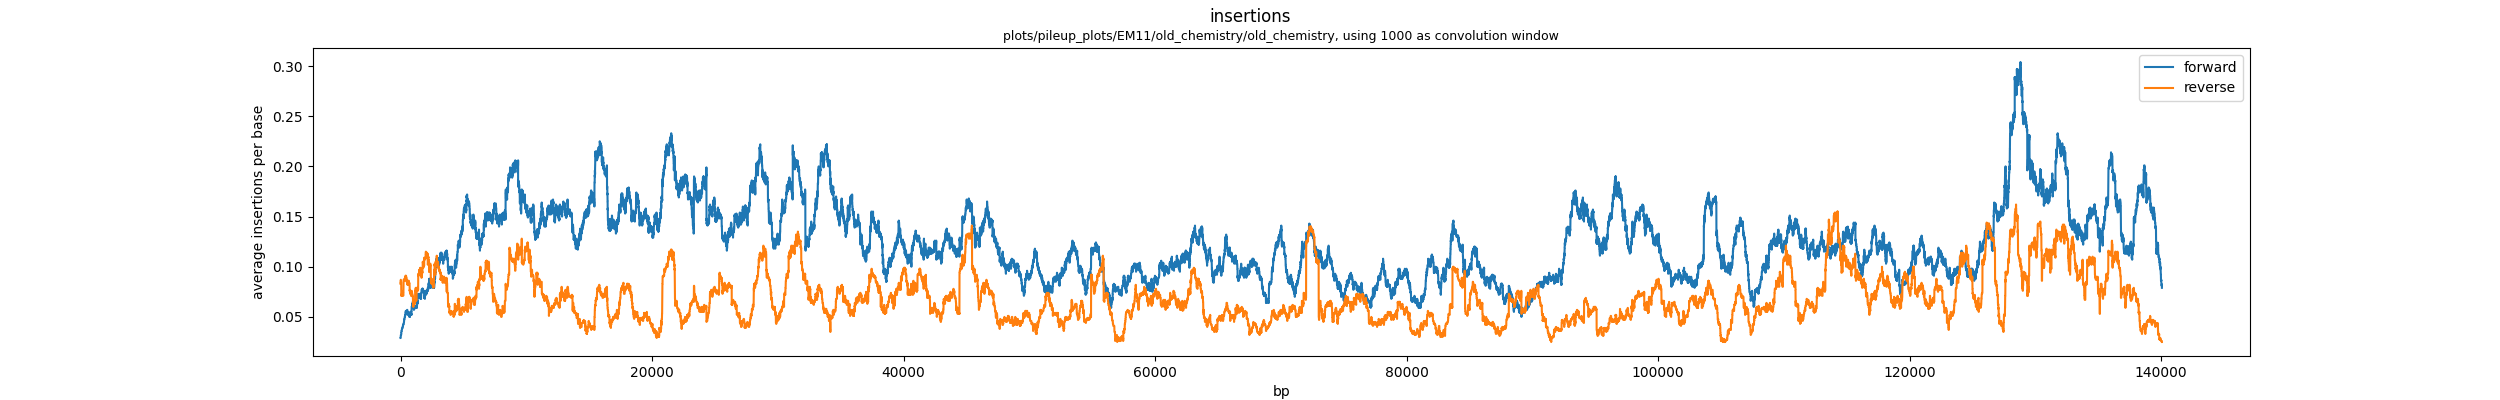 insertions
plots/pileup_plots/EM11/old_chemistry/old_chemistry, using 1000 as convolution window
0.30
0.25
0.20
0.15
0.10
0.05
average insertions per base
forward
reverse
0
20000
40000
60000
80000
100000
120000
140000
bp